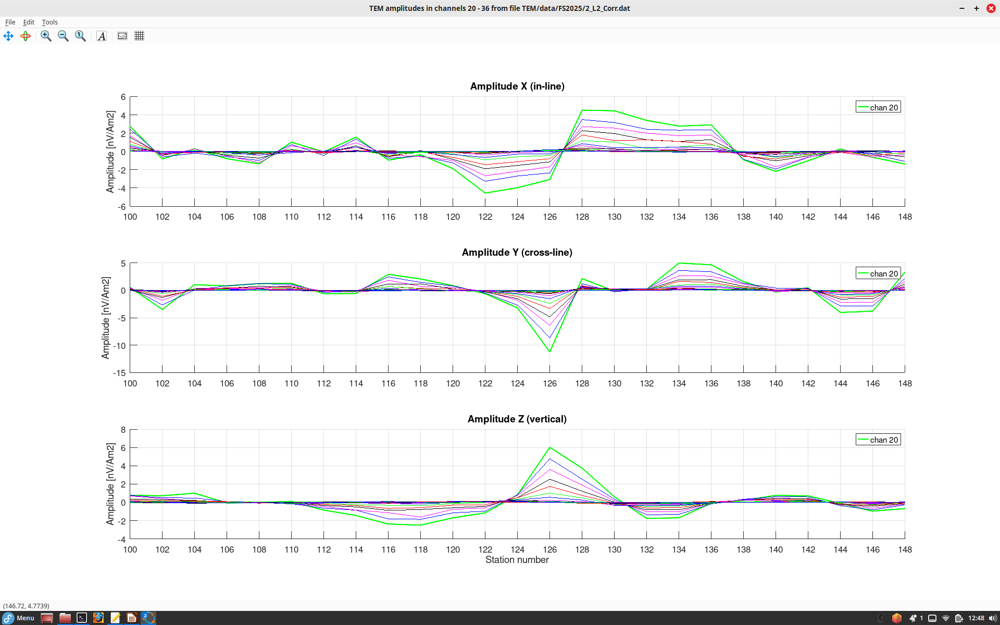 TEM amplitudes in channels 20 - 36 from file TEM/data/FS2025/2_L2_Corr.dat
File Edit Tools
1
A
Amplitude X (in-line)
Amplitude [nV/Am2]
6
4
2
0
-2
-4
-6
chan 20
100 102 104 106 108 110 112 114 116 118 120 122 124 126 128 130 132 134 136 138 140 142 144 146 148
Amplitude Y (cross-line)
Amplitude [nV/Am2]
5
0
-5
-10
-15
chan 20
100 102 104 106 108 110 112 114 116 118 120 122 124 126 128 130 132 134 136 138 140 142 144 146 148
Amplitude Z (vertical)
Amplitude [nV/Am2]
8
6
4
2
0
-2
-4
chan 20
100 102 104 106 108 110 112 114 116 118 120 122 124 126 128 130 132 134 136 138 140 142 144 146 148
Station number
(146.72, 4.7739)
Menu 2 1 12:48